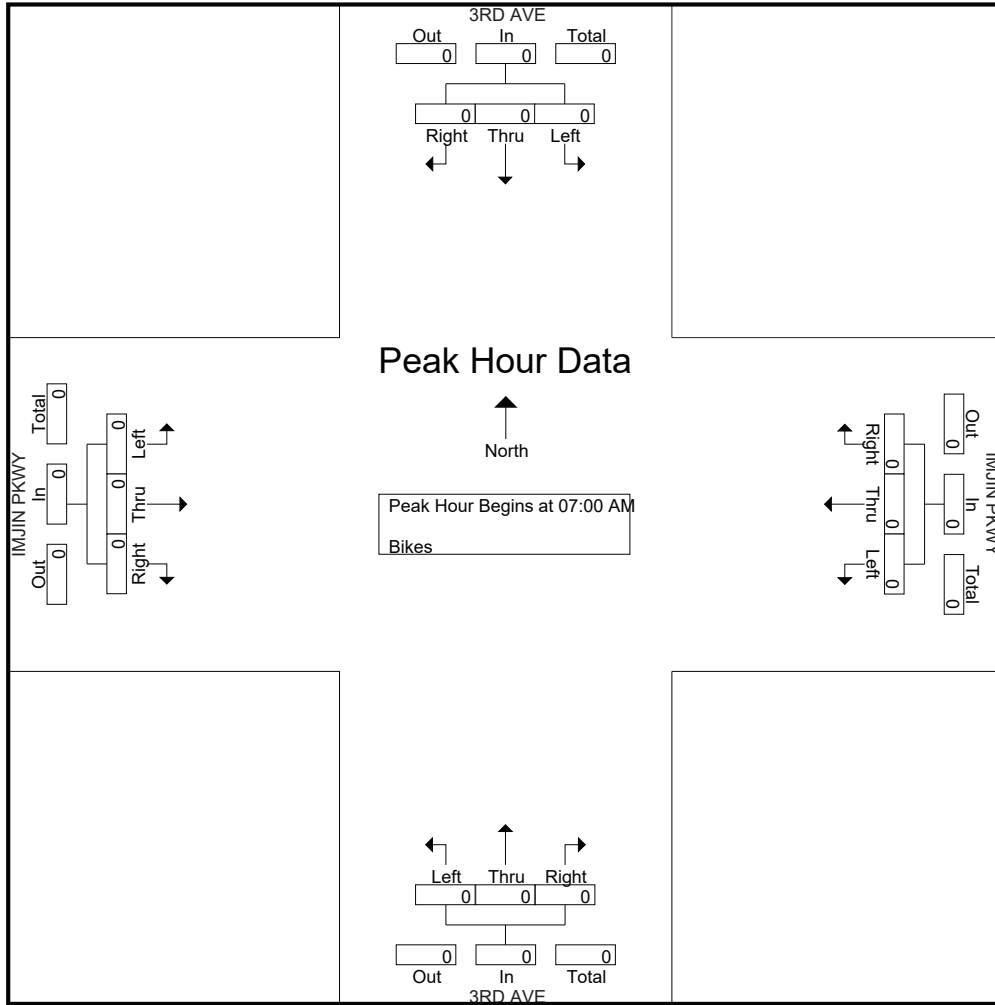 3RD AVE
Out In Total
0 0 0
0 0 0
Right Thru Left
Peak Hour Data
North
Peak Hour Begins at 07:00 AM
Bikes
IMJIN PKWY
Out In Total
0 0 0
0 0 0
Right Thru Left
IMJIN PKWY
Total In Out
0 0 0
0 0 0
Left Thru Right
Left Thru Right
0 0 0
0 0 0
Out In Total
3RD AVE